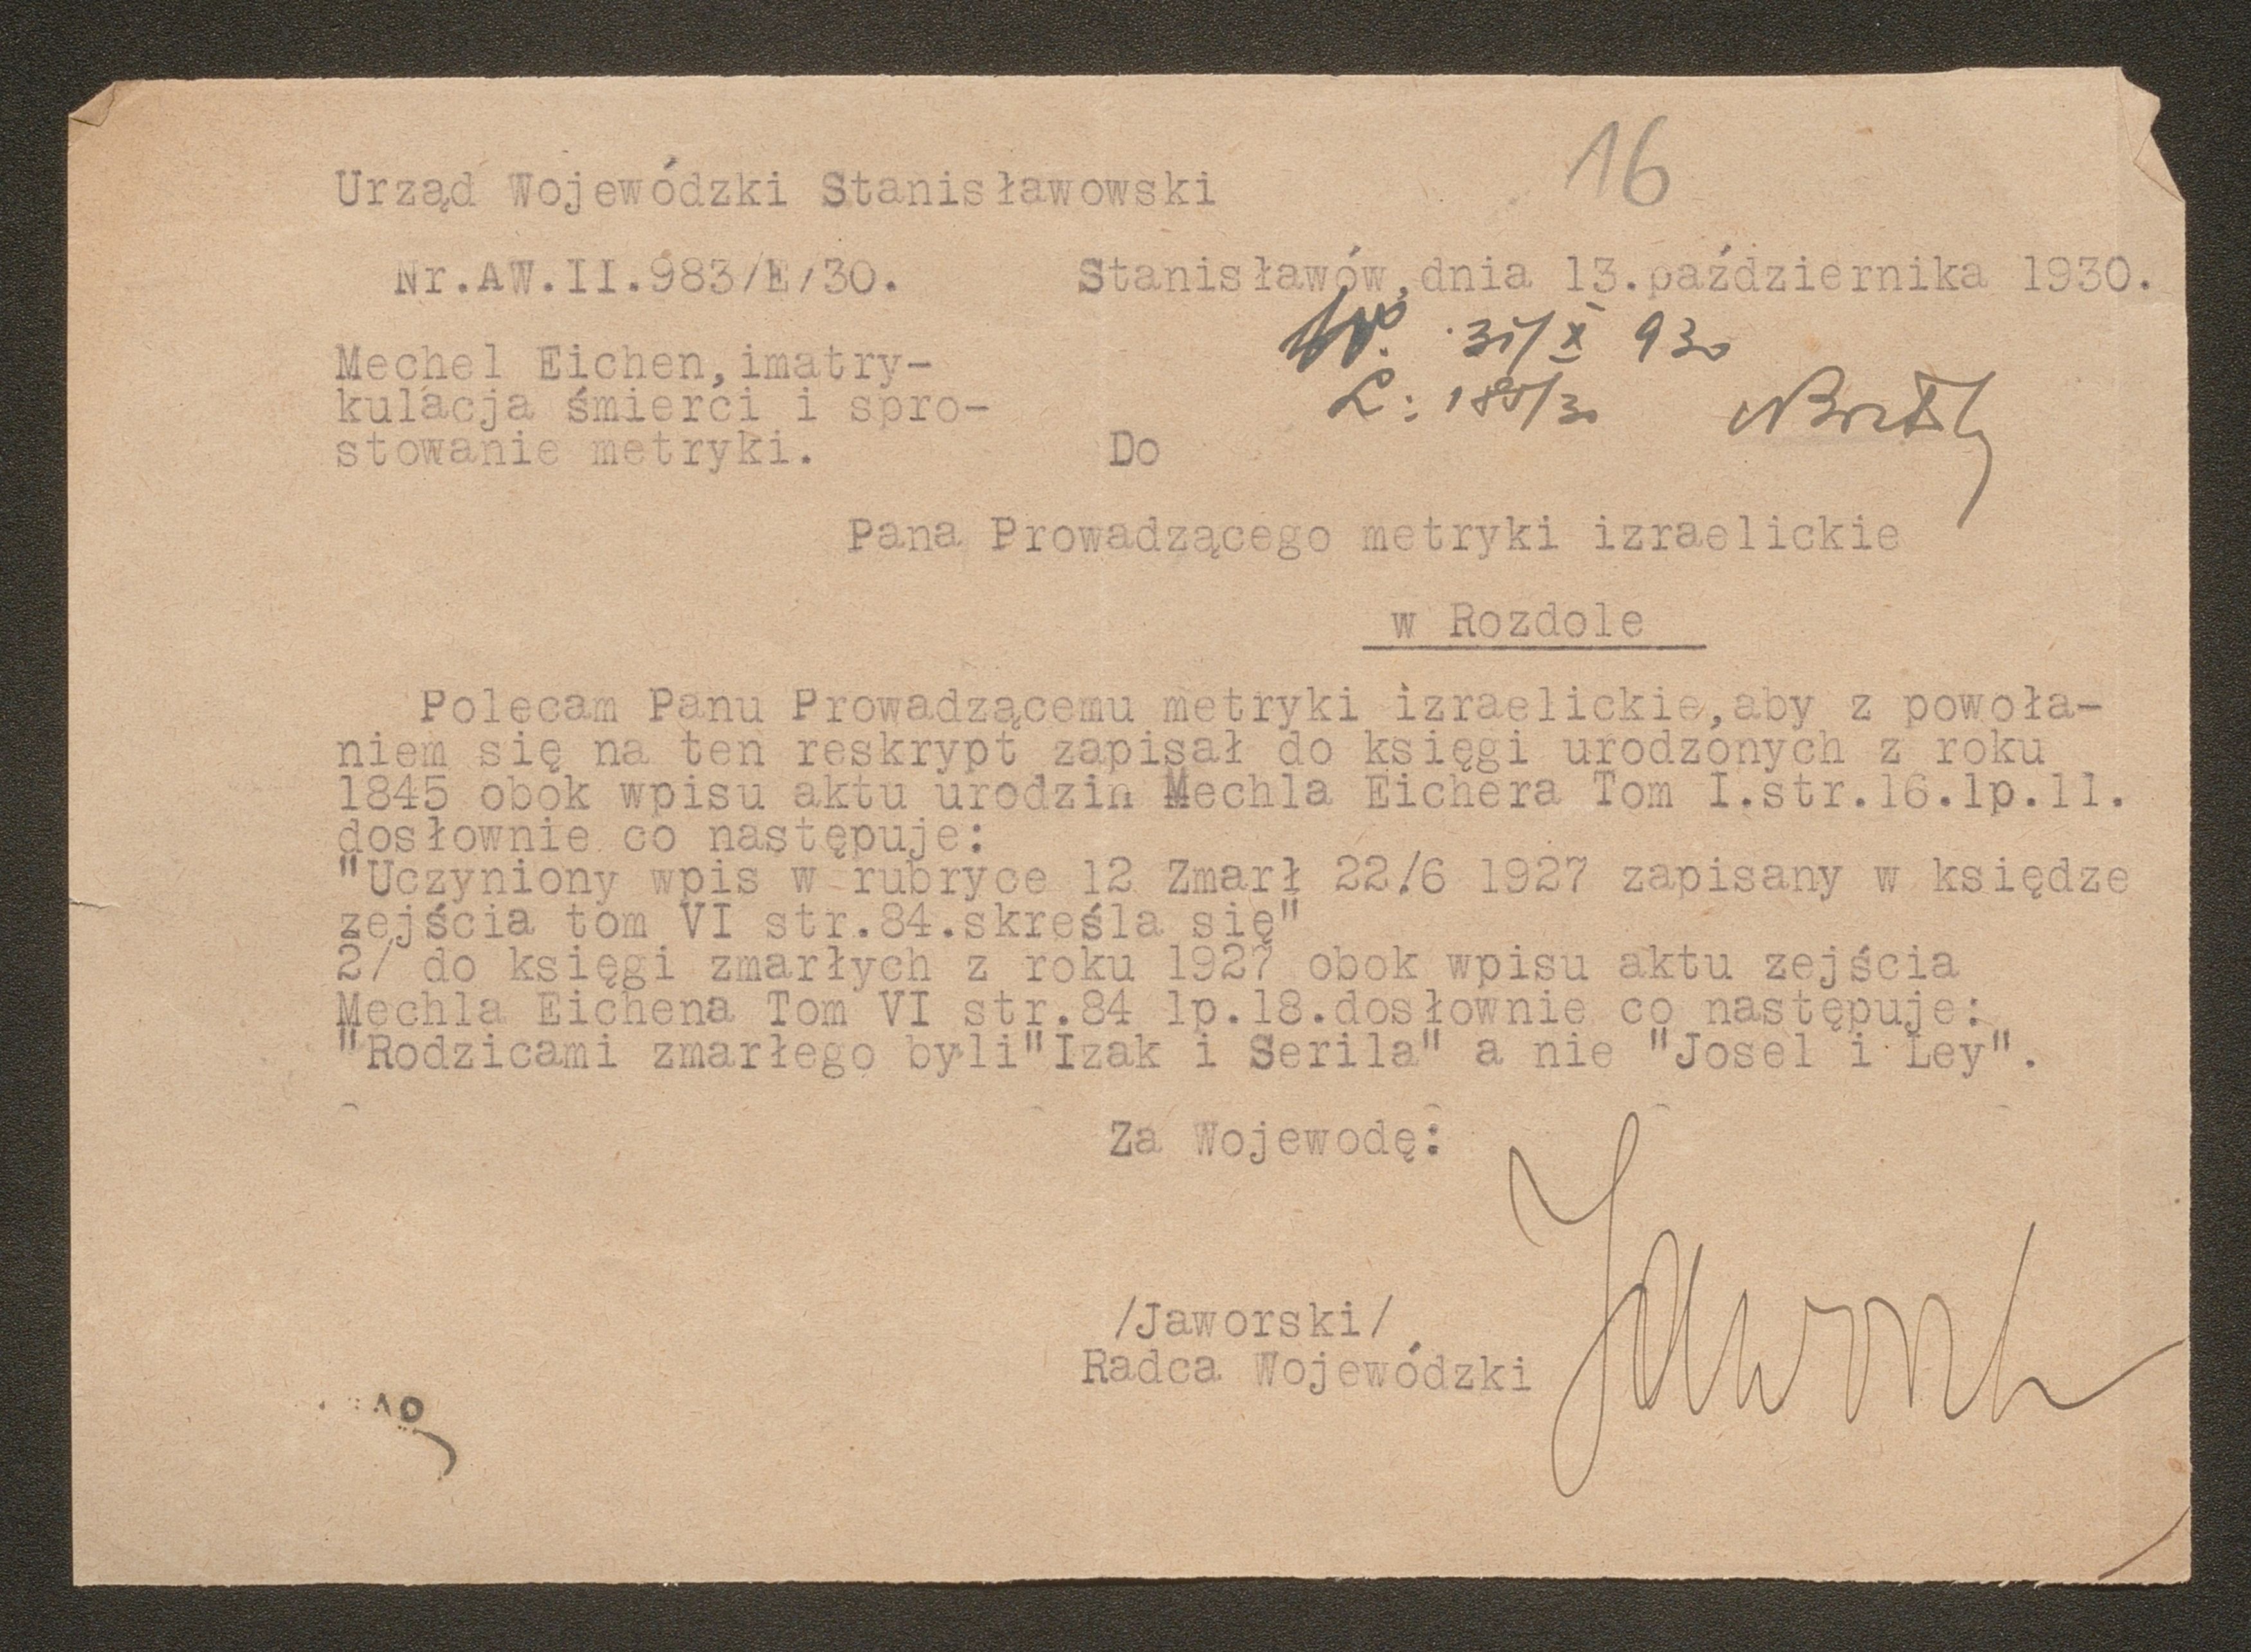 16
Urząd Wojewódzki Stanisławowski
Nr.AW.II.983/E/30. Stanisławów,dnia 13.października 1930.
31/X 930
L: 185/30
Mechel Eichen,imatry-
kulacja śmierci i spro-
stowanie metryki. Do
Pana Prowadzącego metryki izraelickie
w Rozdole
Polecam Panu Prowadzącemu metryki izraelickie,aby z powoła-
niem się na ten reskrypt zapisał do księgi urodzonych z roku
1845 obok wpisu aktu urodzin Mechla Eichera Tom I.str.16.lp.11.
dosłownie co następuje:
"Uczyniony wpis w rubryce 12 Zmarł 22/6 1927 zapisany w księdze
zejścia tom VI str.84.skreśla się"
2/ do księgi zmarłych z roku 1927 obok wpisu aktu zejścia
Mechla Eichena Tom VI str.84 lp.18.dosłownie co następuje:
"Rodzicami zmarłego byli"Izak i Serila" a nie "Josel i Ley".
Za Wojewodę:
/Jaworski/
Radca Wojewódzki